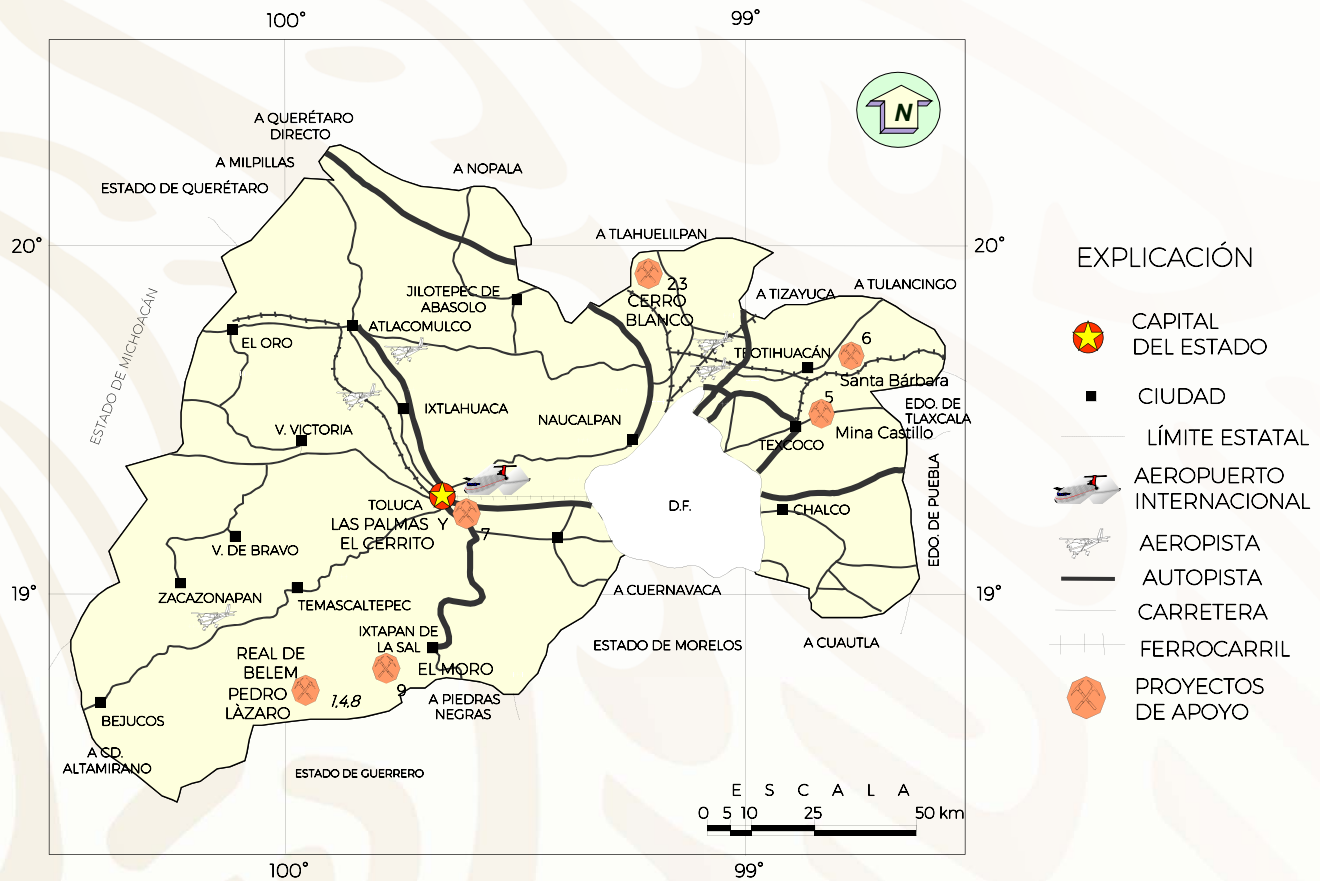 100°
99°
N
A QUERÉTARO
DIRECTO
A MILPILLAS
A NOPALA
ESTADO DE QUERÉTARO
20°
A TLAHUELILPAN
20°
23
CERRO
BLANCO
A TIZAYUCA
A TULANCINGO
JILOTEPEC DE
ABASOLO
ESTADO DE MICHOACÁN
ATLACOMULCO
EL ORO
TEOTIHUACÁN
6
Santa Bárbara
5
Mina Castillo
EDO. DE
TLAXCALA
IXTLAHUACA
NAUCALPAN
V. VICTORIA
TEXCOCO
EDO. DE PUEBLA
TOLUCA
D.F.
CHALCO
LAS PALMAS Y
EL CERRITO
7
V. DE BRAVO
19°
19°
ZACAZONAPAN
TEMASCALTEPEC
A CUERNAVACA
IXTAPAN DE
LA SAL
ESTADO DE MORELOS
A CUAUTLA
REAL DE
BELEM
PEDRO
LÀZARO
1,4,8
9
EL MORO
A PIEDRAS
NEGRAS
BEJUCOS
A CD.
ALTAMIRANO
ESTADO DE GUERRERO
E S C A L A
0 5 10 25 50 km
100°
99°
EXPLICACIÓN
CAPITAL
DEL ESTADO
CIUDAD
LÍMITE ESTATAL
AEROPUERTO
INTERNACIONAL
AEROPISTA
AUTOPISTA
CARRETERA
FERROCARRIL
PROYECTOS
DE APOYO